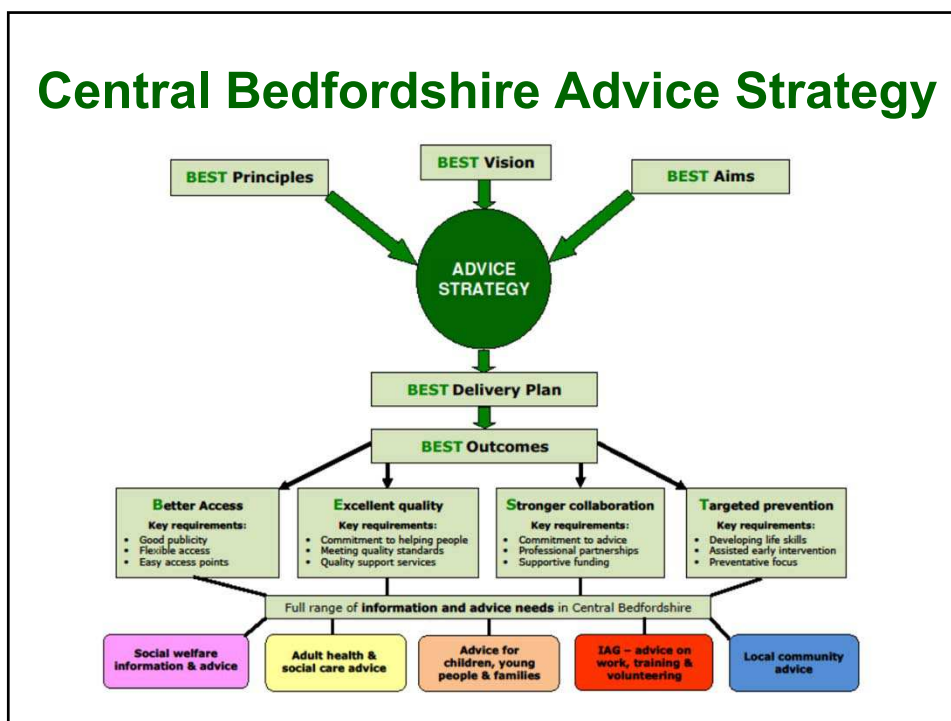 Central Bedfordshire Advice Strategy
BEST Principles
BEST Vision
BEST Aims
ADVICE
STRATEGY
BEST Delivery Plan
BEST Outcomes
Better Access
Key requirements:
• Good publicity
• Flexible access
• Easy access points
Excellent quality
Key requirements:
• Commitment to helping people
• Meeting quality standards
• Quality support services
Stronger collaboration
Key requirements:
• Commitment to advice
• Professional partnerships
• Supportive funding
Targeted prevention
Key requirements:
• Developing life skills
• Assisted early intervention
• Preventative focus
Full range of information and advice needs in Central Bedfordshire
Social welfare
information & advice
Adult health &
social care advice
Advice for
children, young
people & families
IAG – advice on
work, training &
volunteering
Local community
advice